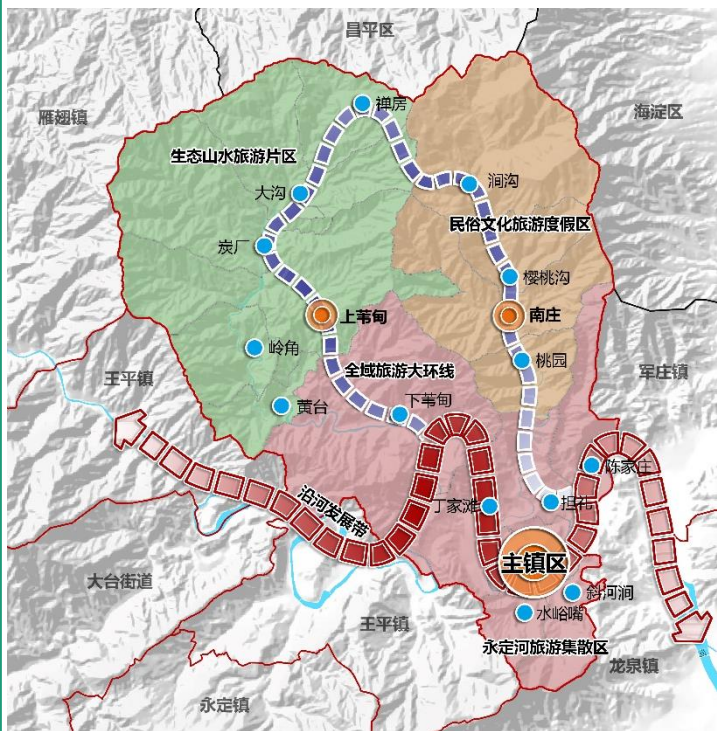 昌平区
禅房
海淀区
雁翅镇
生态山水旅游片区
涧沟
大沟
民俗文化旅游度假区
炭厂
樱桃沟
上苇甸
南庄
岭角
桃园
全域旅游大环线
王平镇
军庄镇
黄台
下苇甸
陈家庄
沿河发展带
丁家滩
担礼
主镇区
大台街道
斜河涧
水峪嘴
王平镇
永定河旅游集散区
龙泉镇
永定镇